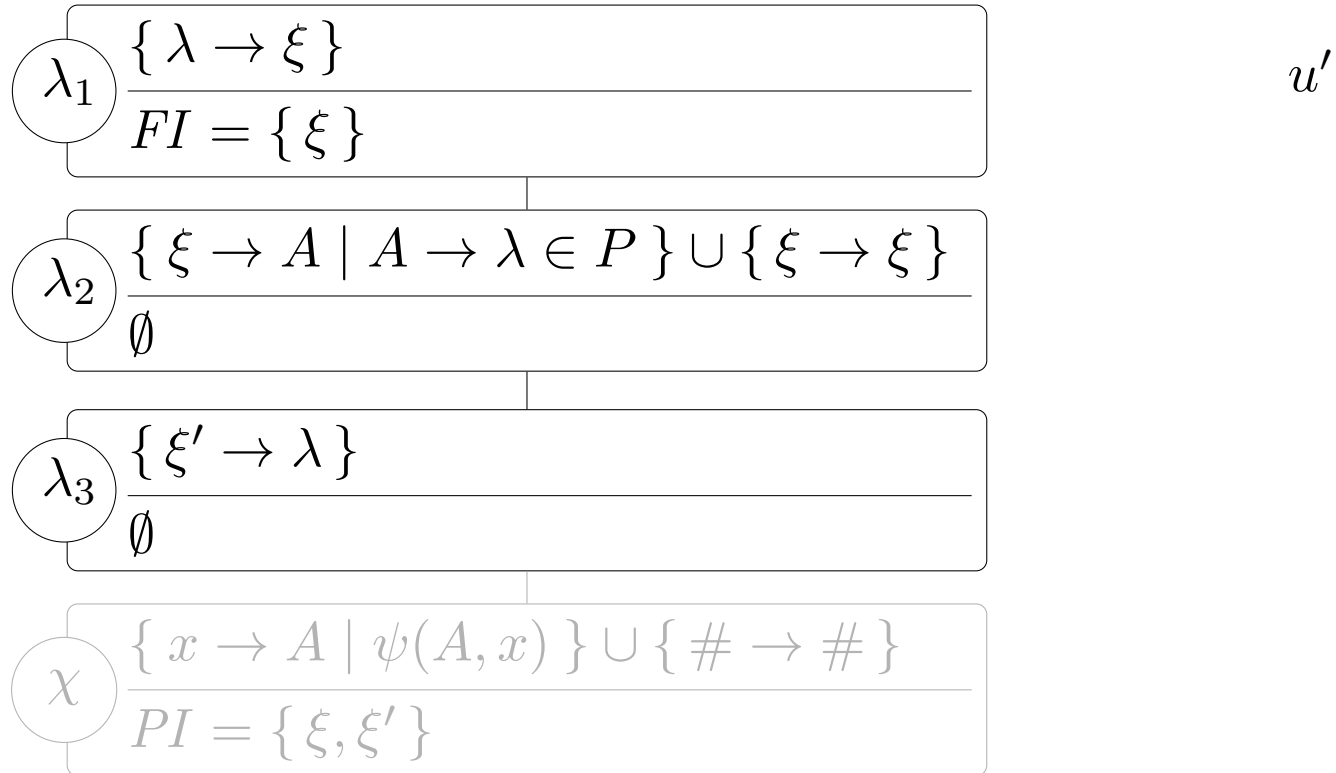 λ₁
{ λ → ξ }
FI = { ξ }
u′
λ₂
{ ξ → A | A → λ ∈ P } ∪ { ξ → ξ }
∅
λ₃
{ ξ′ → λ }
∅
χ
{ x → A | ψ(A, x) } ∪ { # → # }
PI = { ξ, ξ′ }